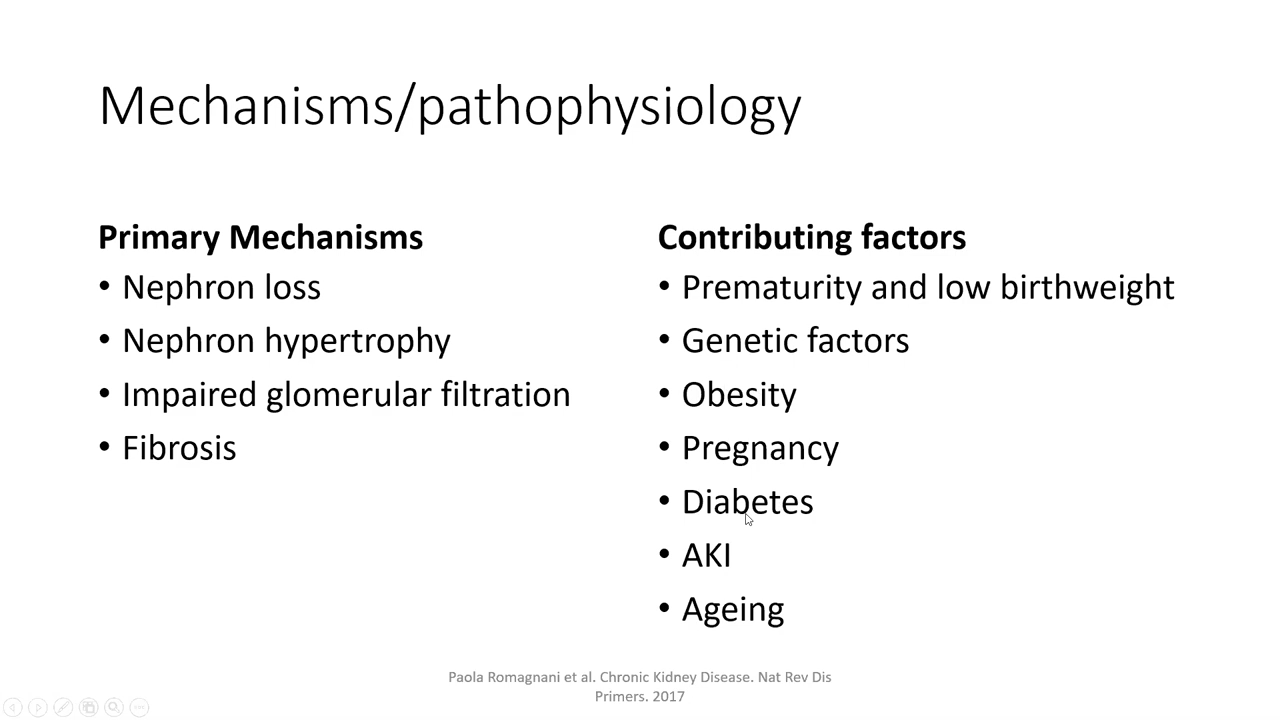 Mechanisms/pathophysiology
Primary Mechanisms
• Nephron loss
• Nephron hypertrophy
• Impaired glomerular filtration
• Fibrosis
Contributing factors
• Prematurity and low birthweight
• Genetic factors
• Obesity
• Pregnancy
• Diabetes
• AKI
• Ageing
Paola Romagnani et al. Chronic Kidney Disease. Nat Rev Dis
Primers. 2017